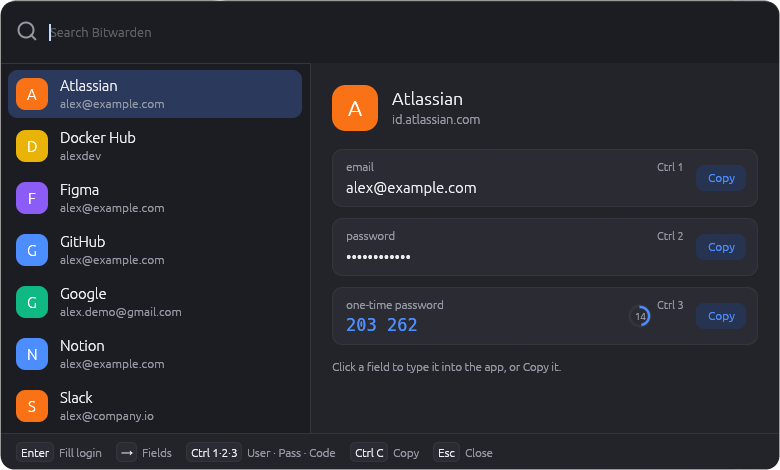 Search Bitwarden
A
Atlassian
alex@example.com
D
Docker Hub
alexdev
F
Figma
alex@example.com
G
GitHub
alex@example.com
G
Google
alex.demo@gmail.com
N
Notion
alex@example.com
S
Slack
alex@company.io
A
Atlassian
id.atlassian.com
email
alex@example.com
Ctrl 1
Copy
password
••••••••••••
Ctrl 2
Copy
one-time password
203 262
14
Ctrl 3
Copy
Click a field to type it into the app, or Copy it.
Enter Fill login → Fields Ctrl 1·2·3 User · Pass · Code Ctrl C Copy Esc Close